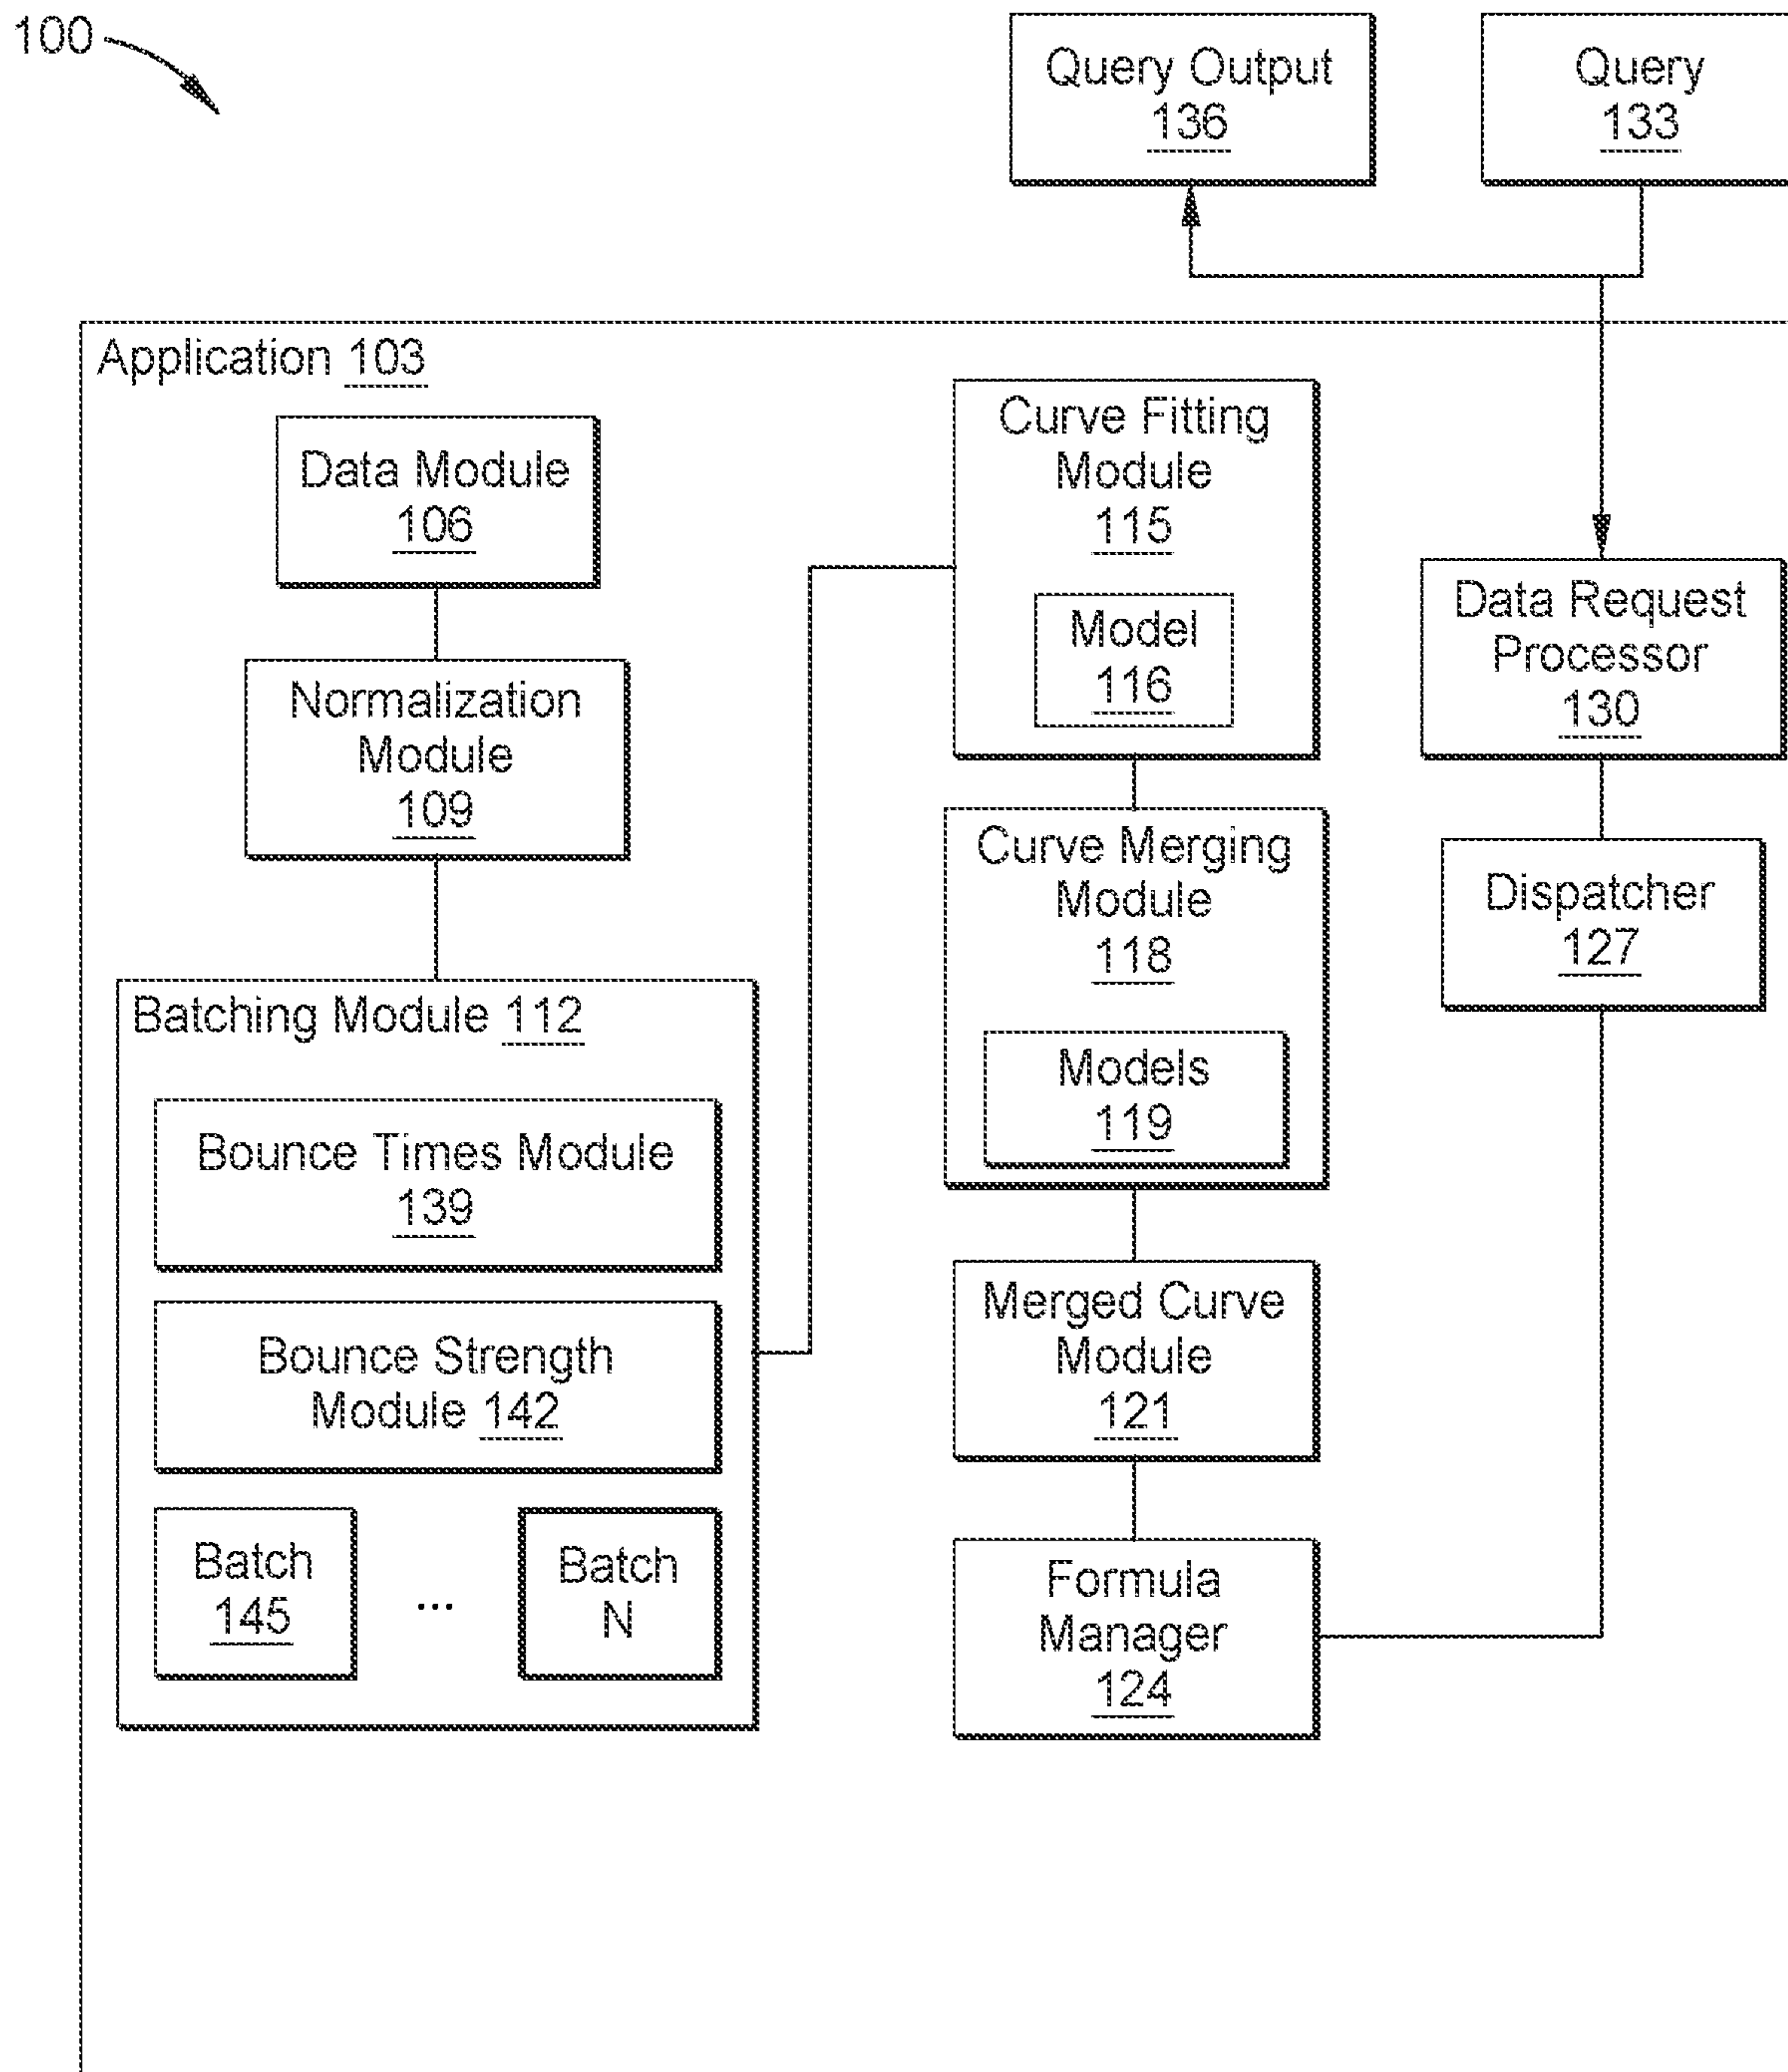 100
Query Output
136
Query
133
Application 103
Data Module
106
Normalization
Module
109
Batching Module 112
Bounce Times Module
139
Bounce Strength
Module 142
Batch
145
...
Batch
N
Curve Fitting
Module
115
Model
116
Curve Merging
Module
118
Models
119
Merged Curve
Module
121
Formula
Manager
124
Data Request
Processor
130
Dispatcher
127